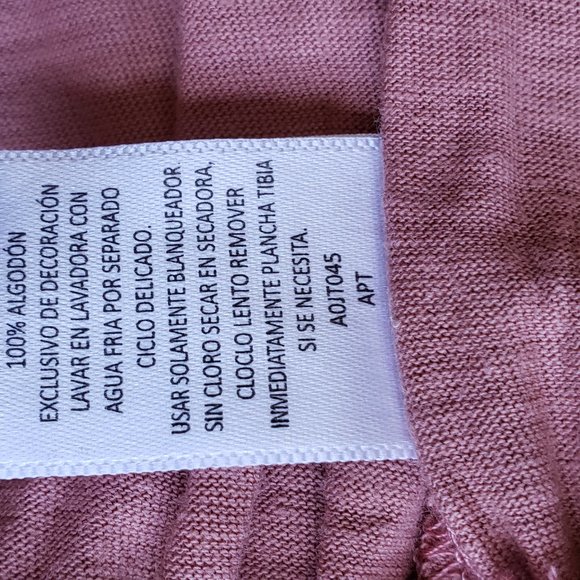 100% ALGODÓN
EXCLUSIVO DE DECORACIÓN
LAVAR EN LAVADORA CON
AGUA FRIA POR SEPARADO
CICLO DELICADO.
USAR SOLAMENTE BLANQUEADOR
SIN CLORO SECAR EN SECADORA,
CLOCLO LENTO REMOVER
INMEDIATAMENTE PLANCHA TIBIA
SI SE NECESITA.
A0JT045
APT